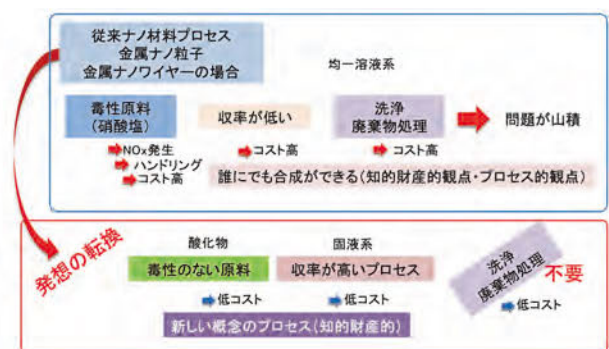 従来ナノ材料プロセス
金属ナノ粒子
金属ナノワイヤーの場合
均一溶液系
毒性原料
(硝酸塩)
収率が低い
洗浄
廃棄物処理
問題が山積
NOx発生
ハンドリング
コスト高
コスト高
コスト高
誰にでも合成ができる(知的財産的観点・プロセス的観点)
発想の転換
酸化物
固液系
毒性のない原料
収率が高いプロセス
洗浄
廃棄物処理
不要
低コスト
低コスト
低コスト
新しい概念のプロセス(知的財産的)